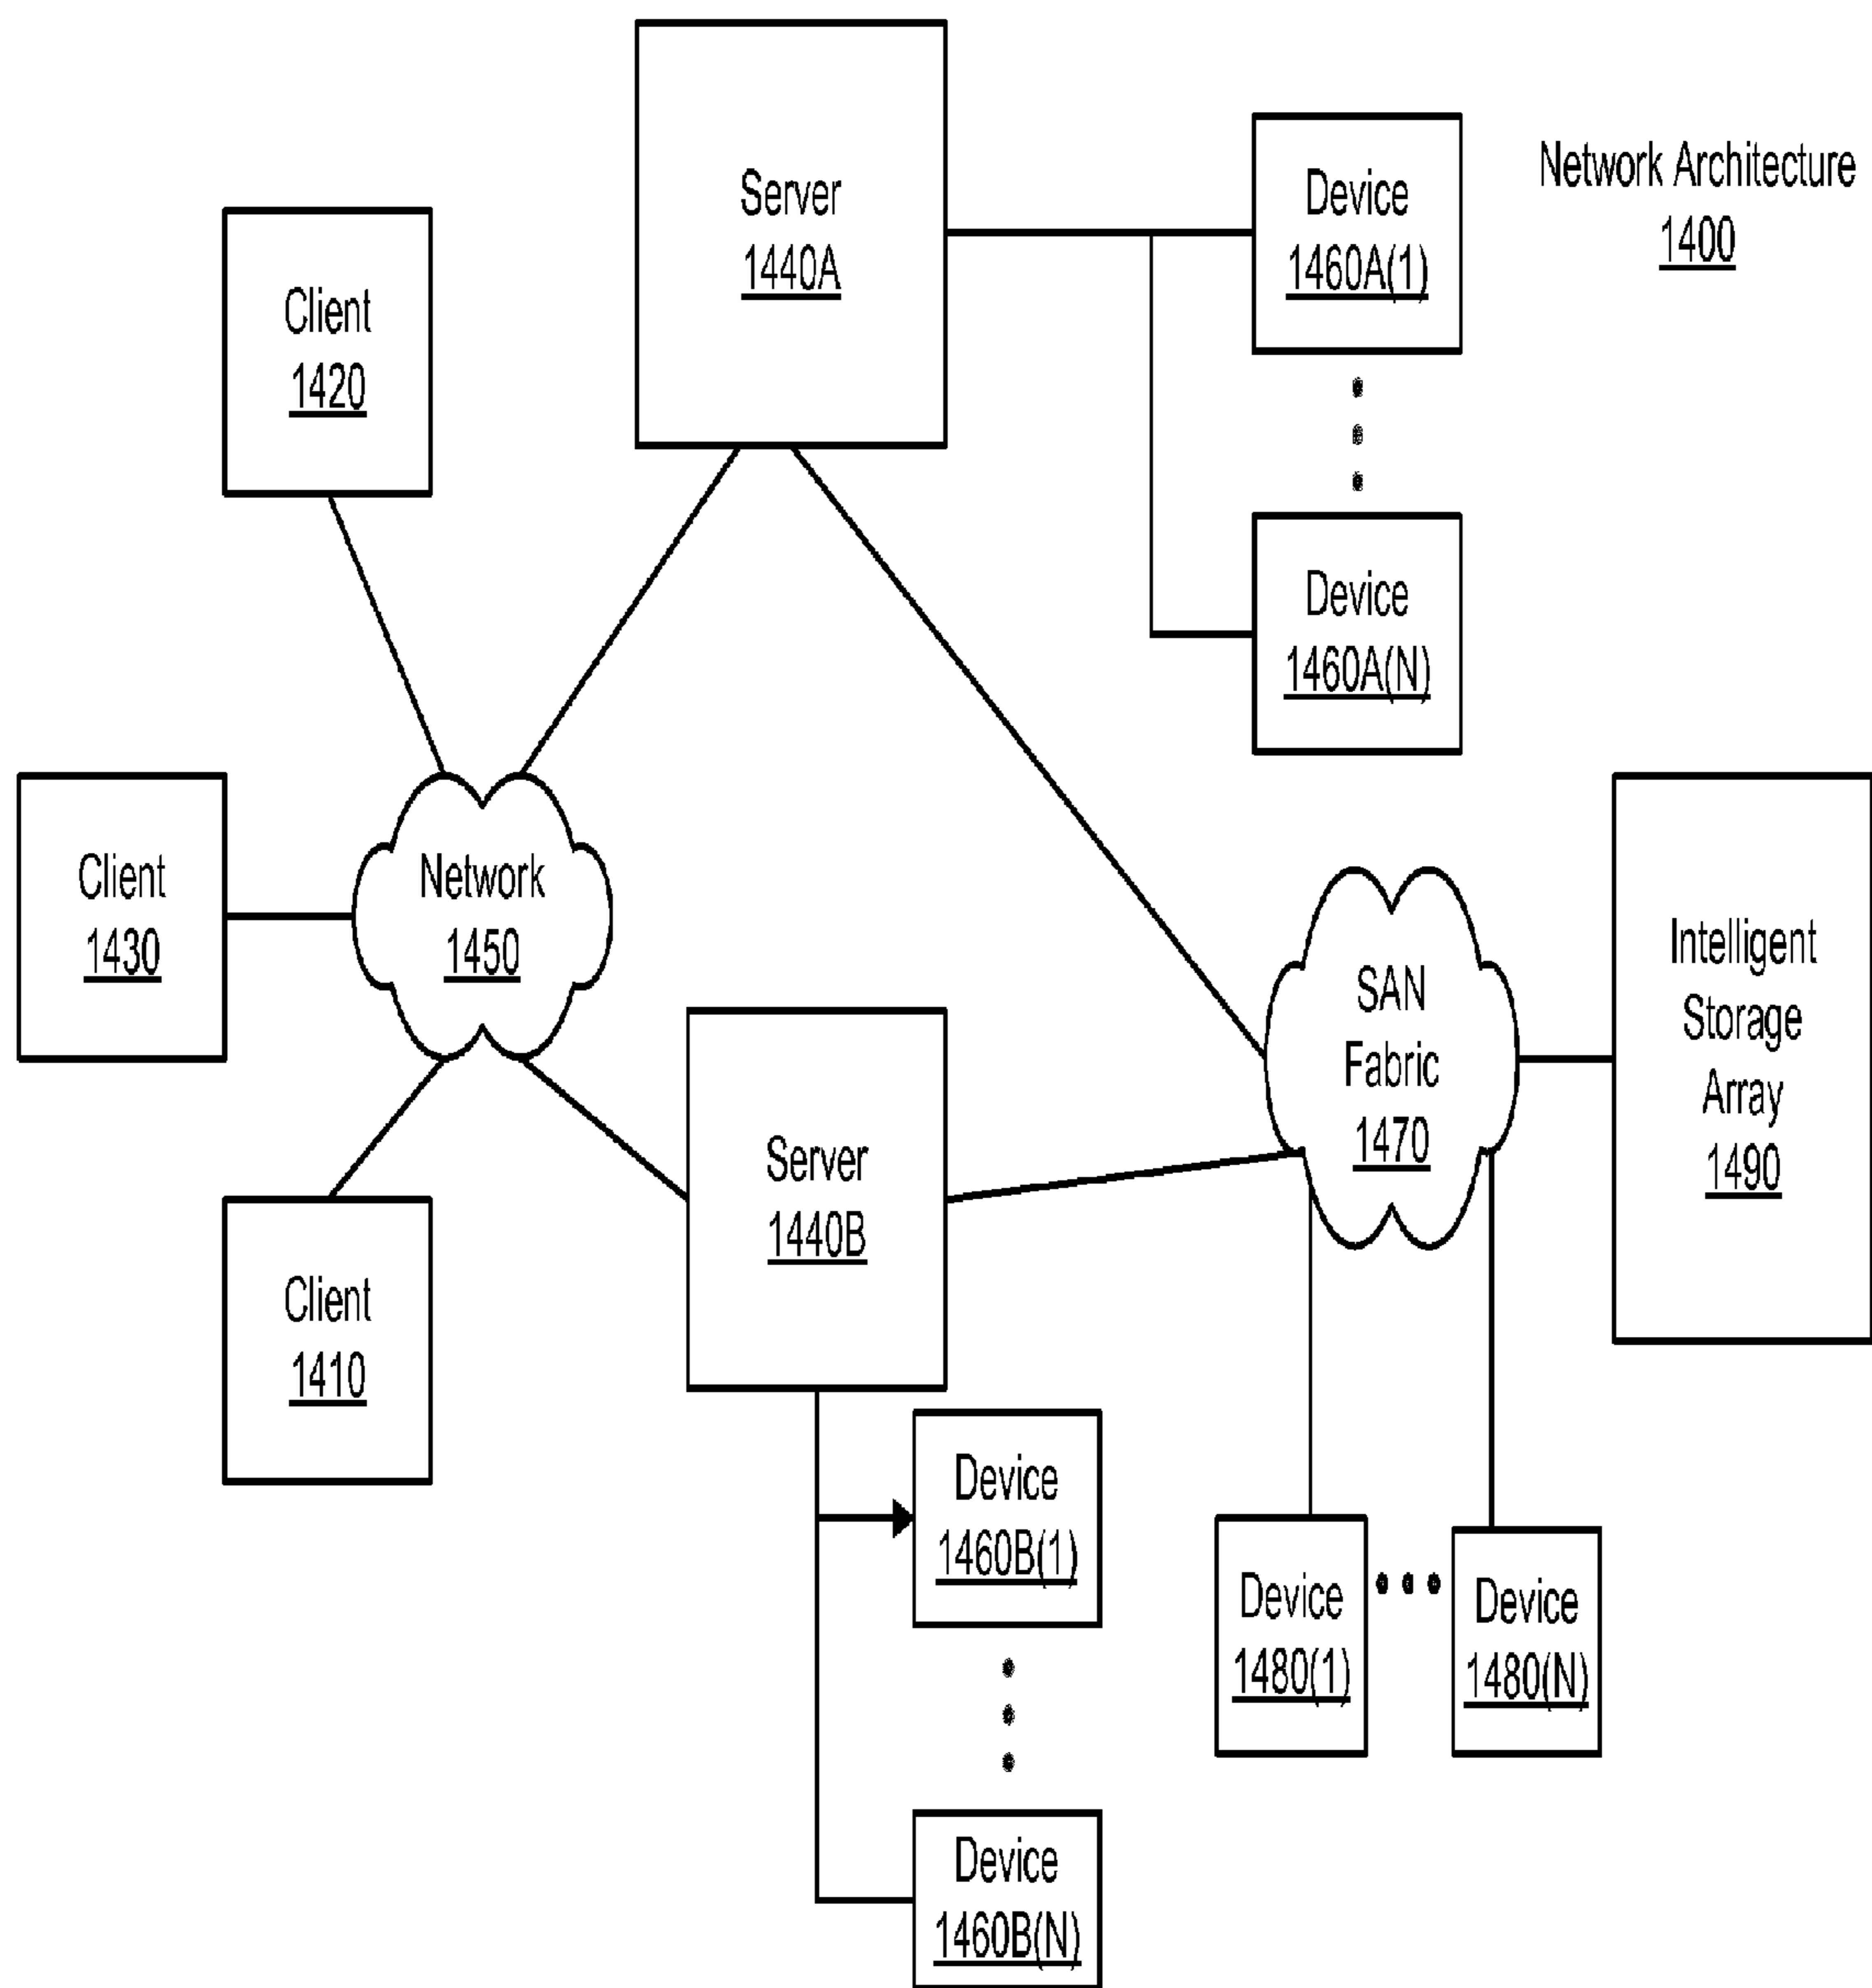 Network Architecture
1400
Server
1440A
Device
1460A(1)
Client
1420
Device
1460A(N)
Client
1430
Network
1450
SAN
Fabric
1470
Intelligent
Storage
Array
1490
Server
1440B
Client
1410
Device
1460B(1)
Device
1480(1)
Device
1480(N)
Device
1460B(N)